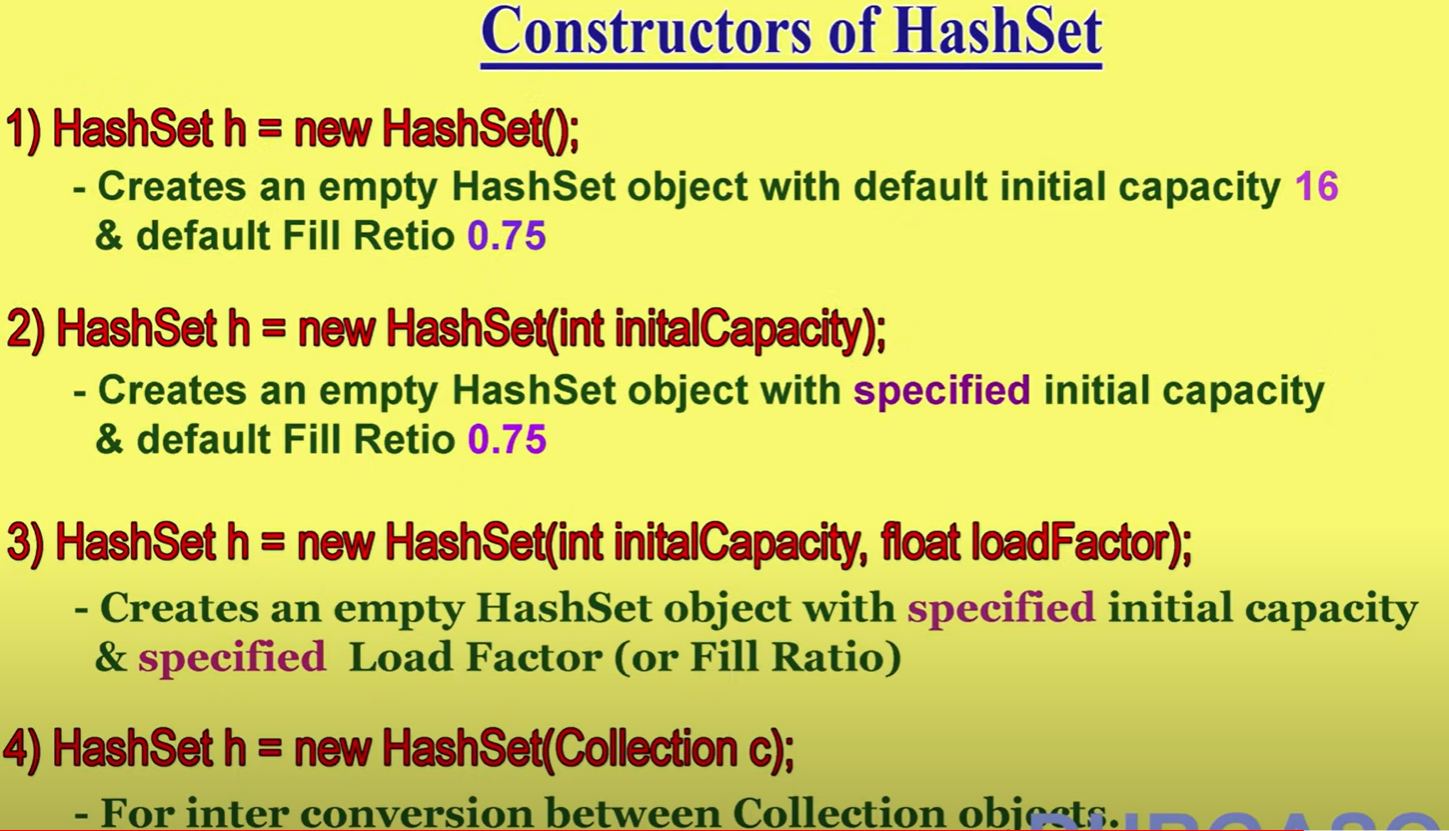 Constructors of HashSet
1) HashSet h = new HashSet();
- Creates an empty HashSet object with default initial capacity 16
& default Fill Retio 0.75
2) HashSet h = new HashSet(int initalCapacity);
- Creates an empty HashSet object with specified initial capacity
& default Fill Retio 0.75
3) HashSet h = new HashSet(int initalCapacity, float loadFactor);
- Creates an empty HashSet object with specified initial capacity
& specified Load Factor (or Fill Ratio)
4) HashSet h = new HashSet(Collection c);
- For inter conversion between Collection objects.